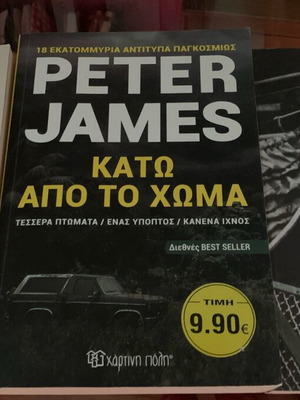 18 ΕΚΑΤΟΜΜΥΡΙΑ ΑΝΤΙΤΥΠΑ ΠΑΓΚΟΣΜΙΩΣ
PETER
JAMES
ΚΑΤΩ
ΑΠΟ ΤΟ ΧΩΜΑ
ΤΕΣΣΕΡΑ ΠΤΩΜΑΤΑ / ΕΝΑΣ ΥΠΟΠΤΟΣ / ΚΑΝΕΝΑ ΙΧΝΟΣ
Διεθνές BEST SELLER
ΤΙΜΗ
9.90€
χάρτινη πόλη